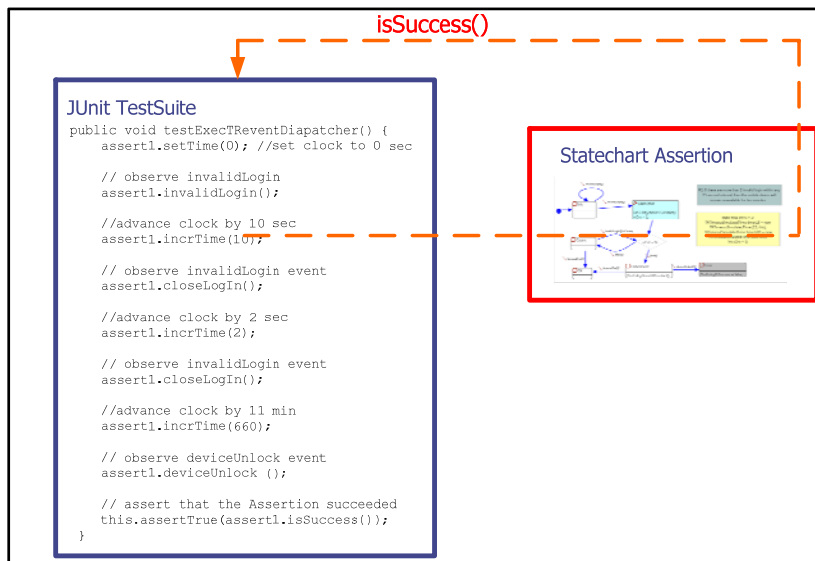 isSuccess()
JUnit TestSuite
public void testExecTReventDiapatcher() {
assert1.setTime(0); //set clock to 0 sec
// observe invalidLogin
assert1.invalidLogin();
//advance clock by 10 sec
assert1.incrTime(10);
// observe invalidLogin event
assert1.closeLogIn();
//advance clock by 2 sec
assert1.incrTime(2);
// observe invalidLogin event
assert1.closeLogIn();
//advance clock by 11 min
assert1.incrTime(660);
// observe deviceUnlock event
assert1.deviceUnlock ();
// assert that the Assertion succeeded
this.assertTrue(assert1.isSuccess());
}
Statechart Assertion